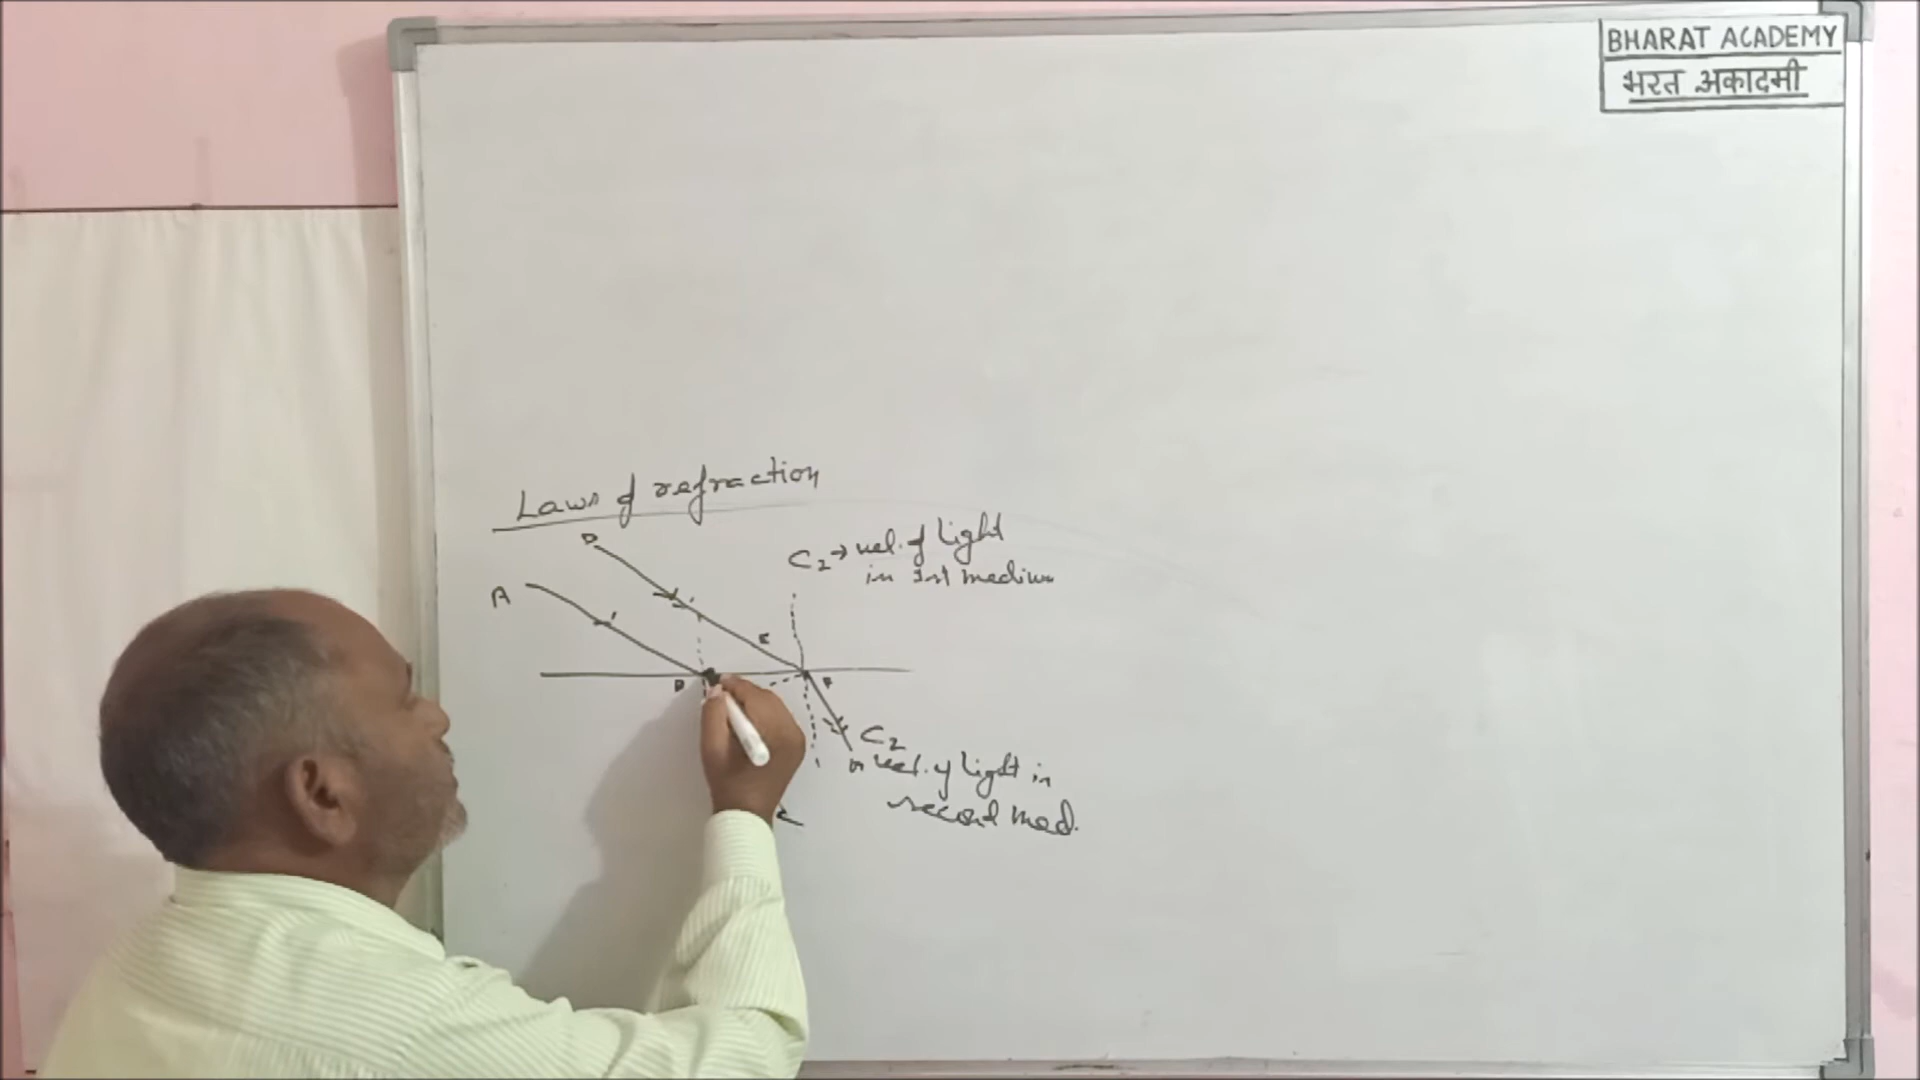 BHARAT ACADEMY
भरत अकादमी
Laws of refraction
D
A
C₂ → vel. of light
in 1st medium
E
B
F
C₂
vel. of light in
second med.
C